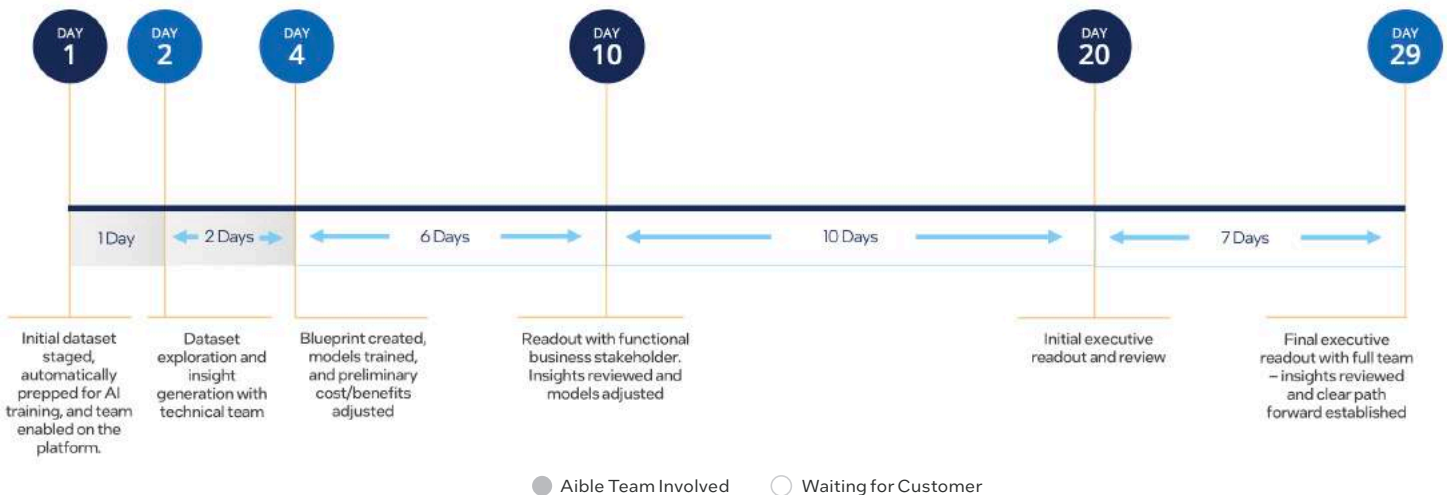 DAY
1
DAY
2
DAY
4
DAY
10
DAY
20
DAY
29
1 Day
2 Days
6 Days
10 Days
7 Days
Initial dataset
staged,
automatically
prepped for AI
training, and team
enabled on the
platform.
Dataset
exploration and
insight
generation with
technical team
Blueprint created,
models trained,
and preliminary
cost/benefits
adjusted
Readout with functional
business stakeholder.
Insights reviewed and
models adjusted
Initial executive
readout and review
Final executive
readout with full team
– insights reviewed
and clear path
forward established
Aible Team Involved
Waiting for Customer